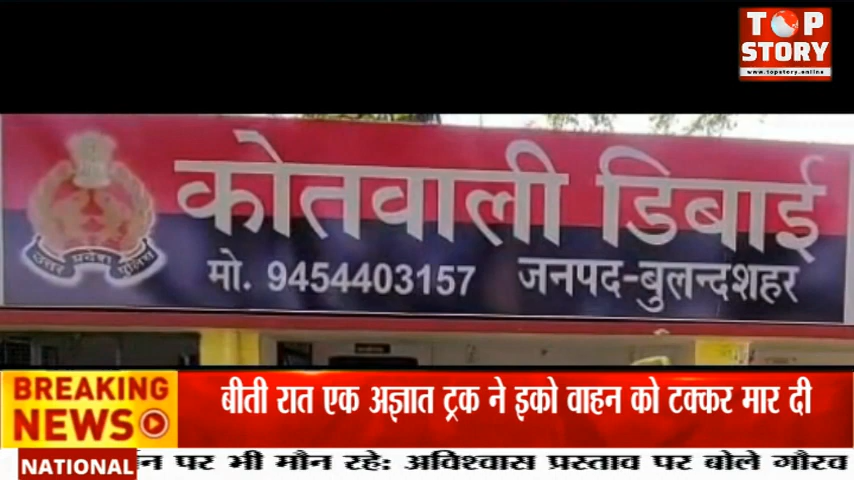 TOP
STORY
www.topstory.online
कोतवाली डिबाई
उत्तर प्रदेश पुलिस
मो. 9454403157 जनपद-बुलन्दशहर
BREAKING
NEWS
बीती रात एक अज्ञात ट्रक ने इको वाहन को टक्कर मार दी
NATIONAL
पर भी मौन रहे: अविश्वास प्रस्ताव पर बोले गौरव